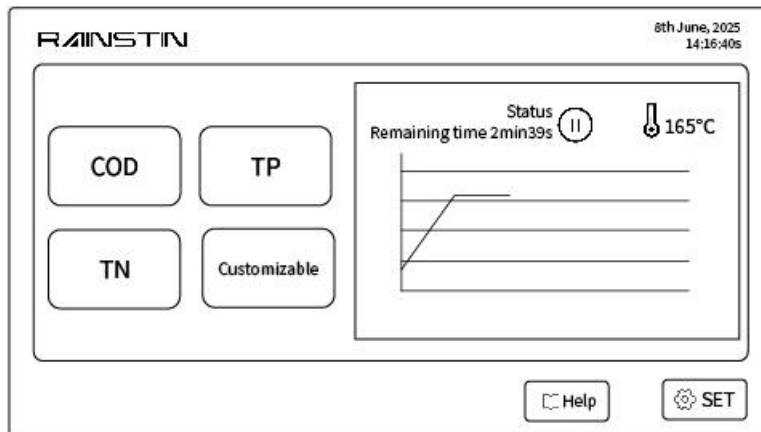 RAINSTIN
8th June, 2025
14:16:40s
Status
Remaining time 2min39s
165°C
COD
TP
TN
Customizable
Help
SET